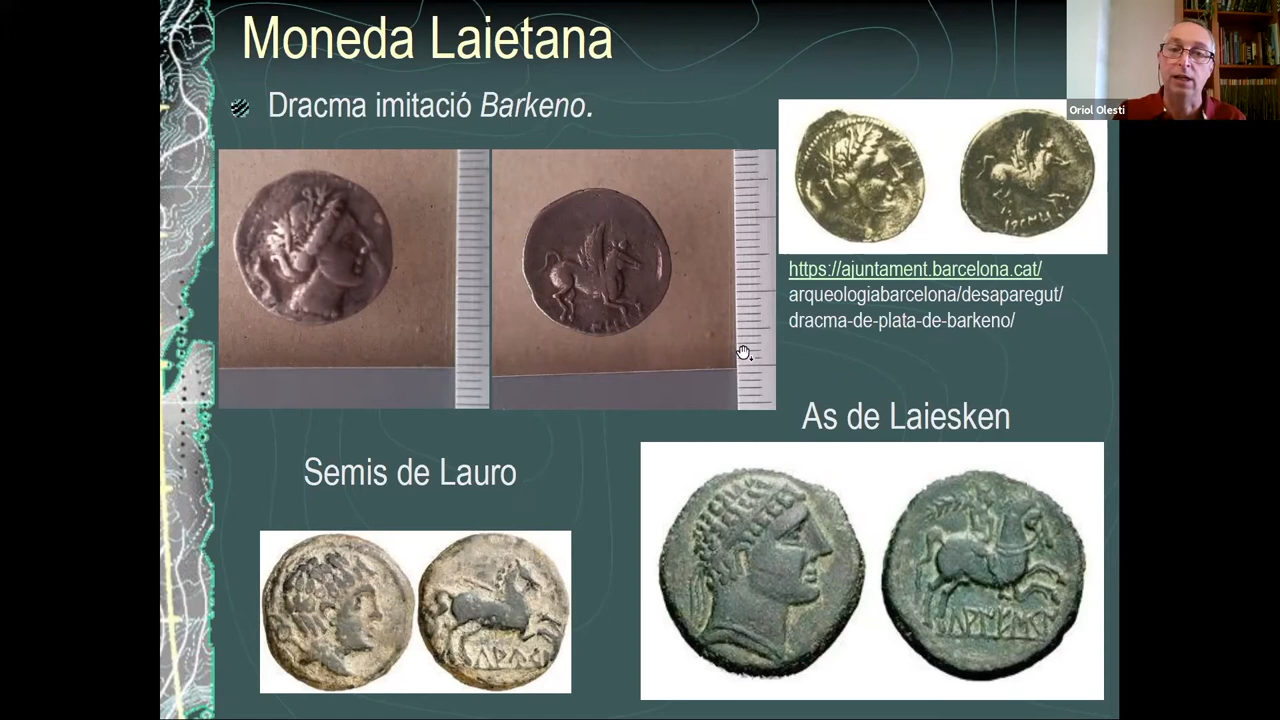 Moneda Laietana
Dracma imitació Barkeno.
Oriol Olesti
https://ajuntament.barcelona.cat/
arqueologiabarcelona/desaparegut/
dracma-de-plata-de-barkeno/
As de Laiesken
Semis de Lauro